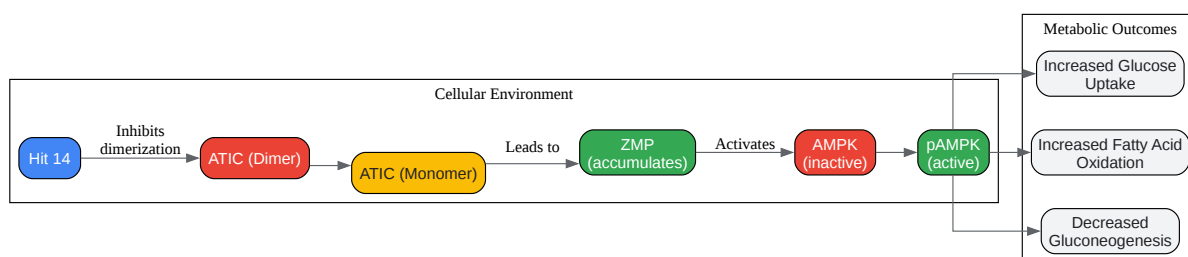 Metabolic Outcomes
Increased Glucose
Uptake
Cellular Environment
Hit 14
Inhibits
dimerization
ATIC (Dimer)
ATIC (Monomer)
Leads to
ZMP
(accumulates)
Activates
AMPK
(inactive)
pAMPK
(active)
Increased Fatty Acid
Oxidation
Decreased
Gluconeogenesis